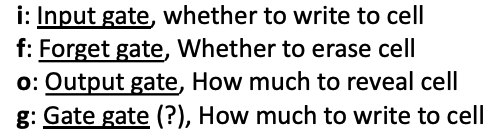 i: Input gate, whether to write to cell
f: Forget gate, Whether to erase cell
o: Output gate, How much to reveal cell
g: Gate gate (?), How much to write to cell